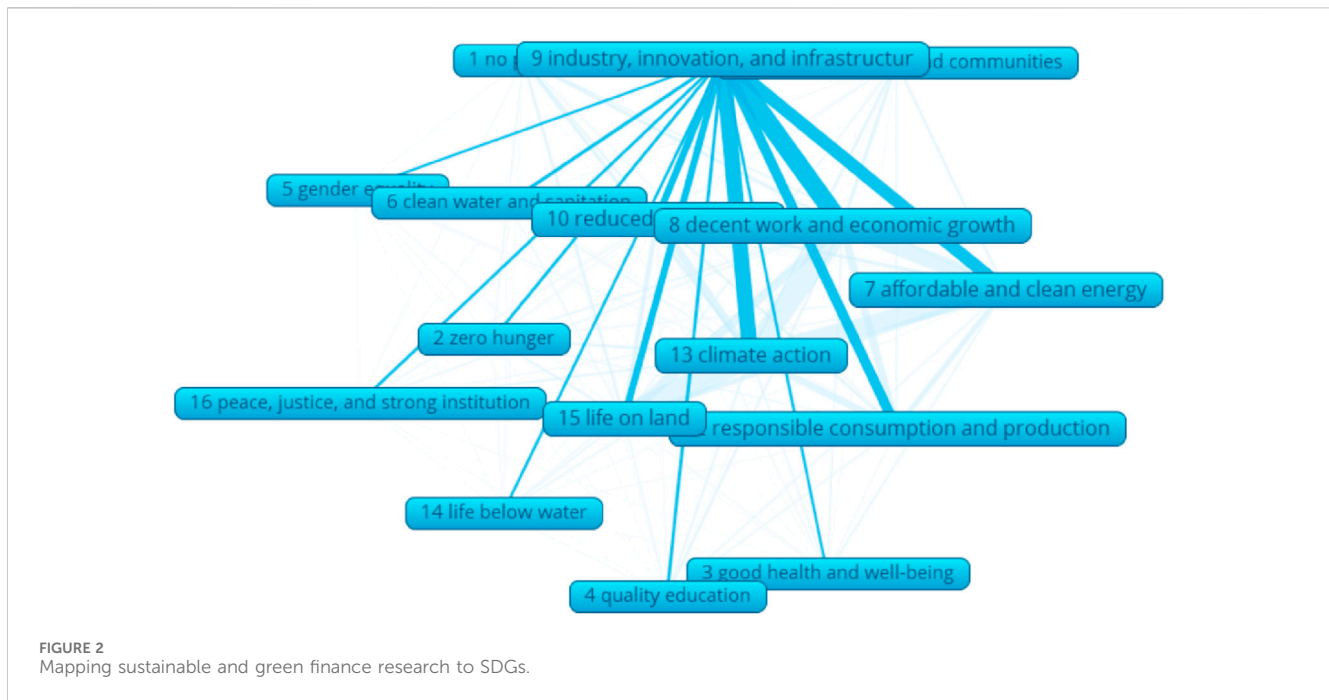 1 no
9 industry, innovation, and infrastructur
d communities
5 gender equality
6 clean water and sanitation
10 reduced
8 decent work and economic growth
7 affordable and clean energy
2 zero hunger
13 climate action
16 peace, justice, and strong institution
15 life on land
responsible consumption and production
14 life below water
3 good health and well-being
4 quality education
FIGURE 2
Mapping sustainable and green finance research to SDGs.